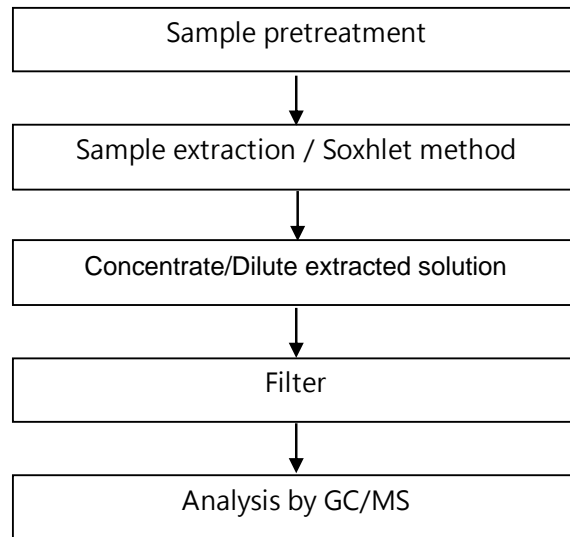 Sample pretreatment
Sample extraction / Soxhlet method
Concentrate/Dilute extracted solution
Filter
Analysis by GC/MS